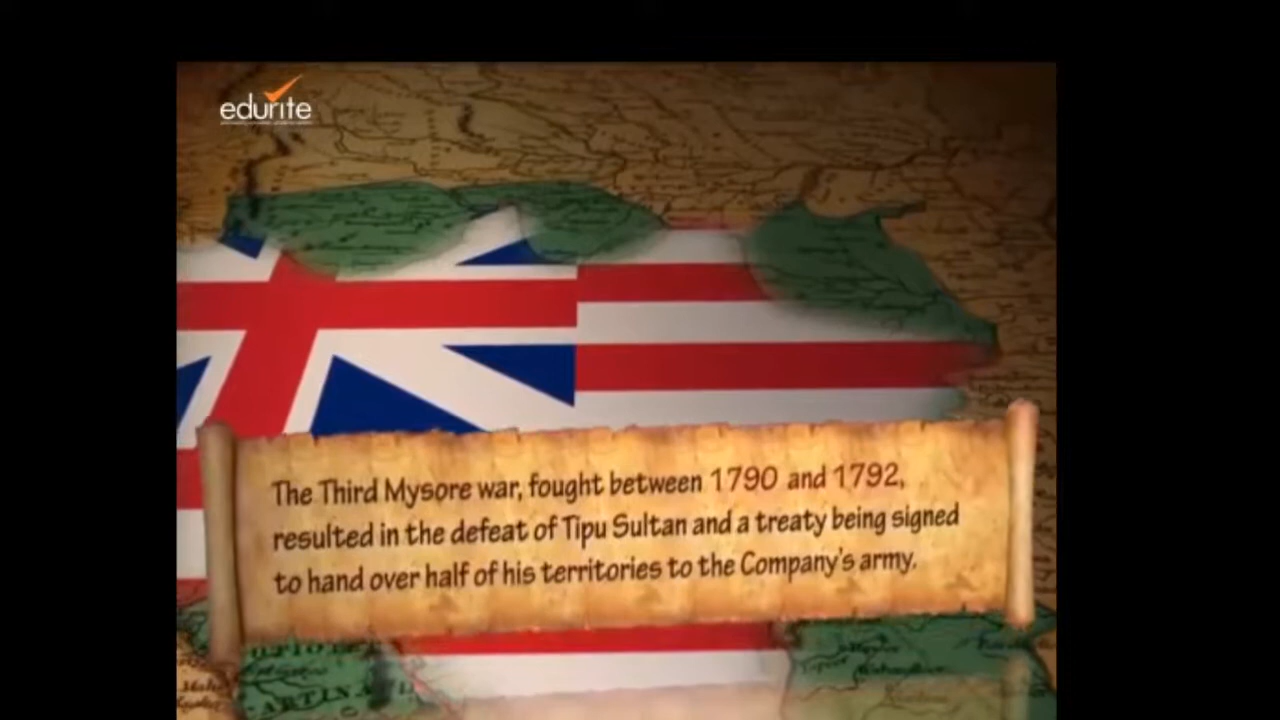 edurite
The Third Mysore war, fought between 1790 and 1792,
resulted in the defeat of Tipu Sultan and a treaty being signed
to hand over half of his territories to the Company's army.